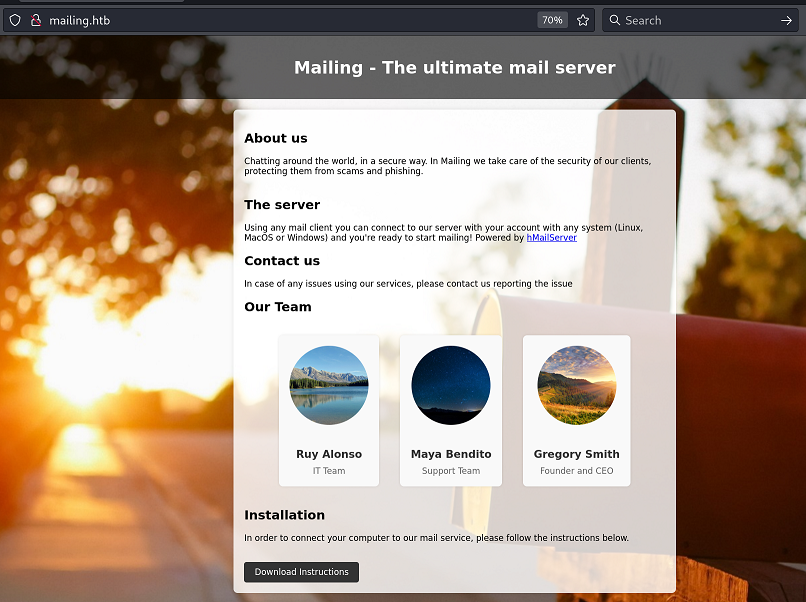 mailing.htb
70%
Search
Mailing - The ultimate mail server
About us
Chatting around the world, in a secure way. In Mailing we take care of the security of our clients,
protecting them from scams and phishing.
The server
Using any mail client you can connect to our server with your account with any system (Linux,
MacOS or Windows) and you're ready to start mailing! Powered by hMailServer
Contact us
In case of any issues using our services, please contact us reporting the issue
Our Team
Ruy Alonso
IT Team
Maya Bendito
Support Team
Gregory Smith
Founder and CEO
Installation
In order to connect your computer to our mail service, please follow the instructions below.
Download Instructions